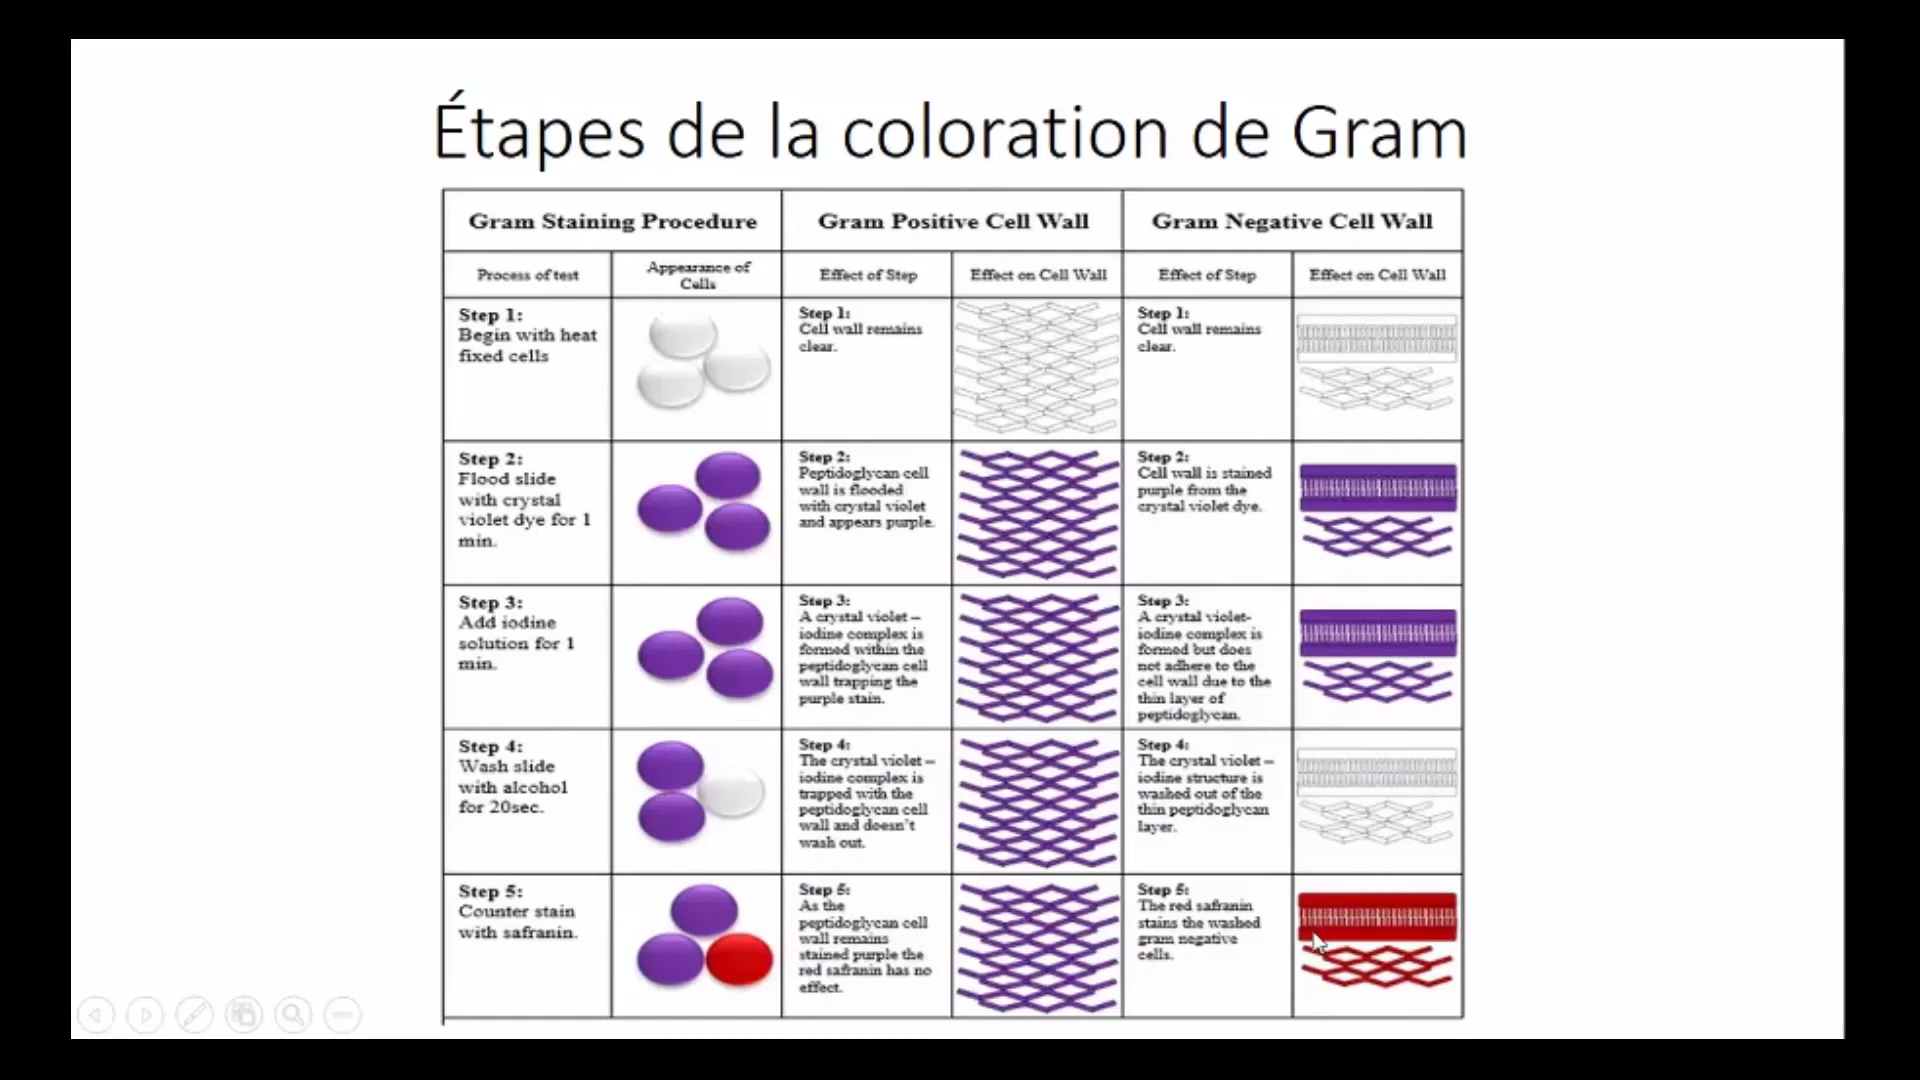 Étapes de la coloration de Gram
Gram Staining Procedure
Gram Positive Cell Wall
Gram Negative Cell Wall
Process of test
Appearance of
Cells
Effect of Step
Effect on Cell Wall
Effect of Step
Effect on Cell Wall
Step 1:
Begin with heat
fixed cells
Step 1:
Cell wall remains
clear.
Step 1:
Cell wall remains
clear.
Step 2:
Flood slide
with crystal
violet dye for 1
min.
Step 2:
Peptidoglycan cell
wall is flooded
with crystal violet
and appears purple.
Step 2:
Cell wall is stained
purple from the
crystal violet dye.
Step 3:
Add iodine
solution for 1
min.
Step 3:
A crystal violet –
iodine complex is
formed within the
peptidoglycan cell
wall trapping the
purple stain.
Step 3:
A crystal violet-
iodine complex is
formed but does
not adhere to the
cell wall due to the
thin layer of
peptidoglycan.
Step 4:
Wash slide
with alcohol
for 20sec.
Step 4:
The crystal violet –
iodine complex is
trapped with the
peptidoglycan cell
wall and doesn't
wash out.
Step 4:
The crystal violet –
iodine structure is
washed out of the
thin peptidoglycan
layer.
Step 5:
Counter stain
with safranin.
Step 5:
As the
peptidoglycan cell
wall remains
stained purple the
red safranin has no
effect.
Step 5:
The red safranin
stains the washed
gram negative
cells.